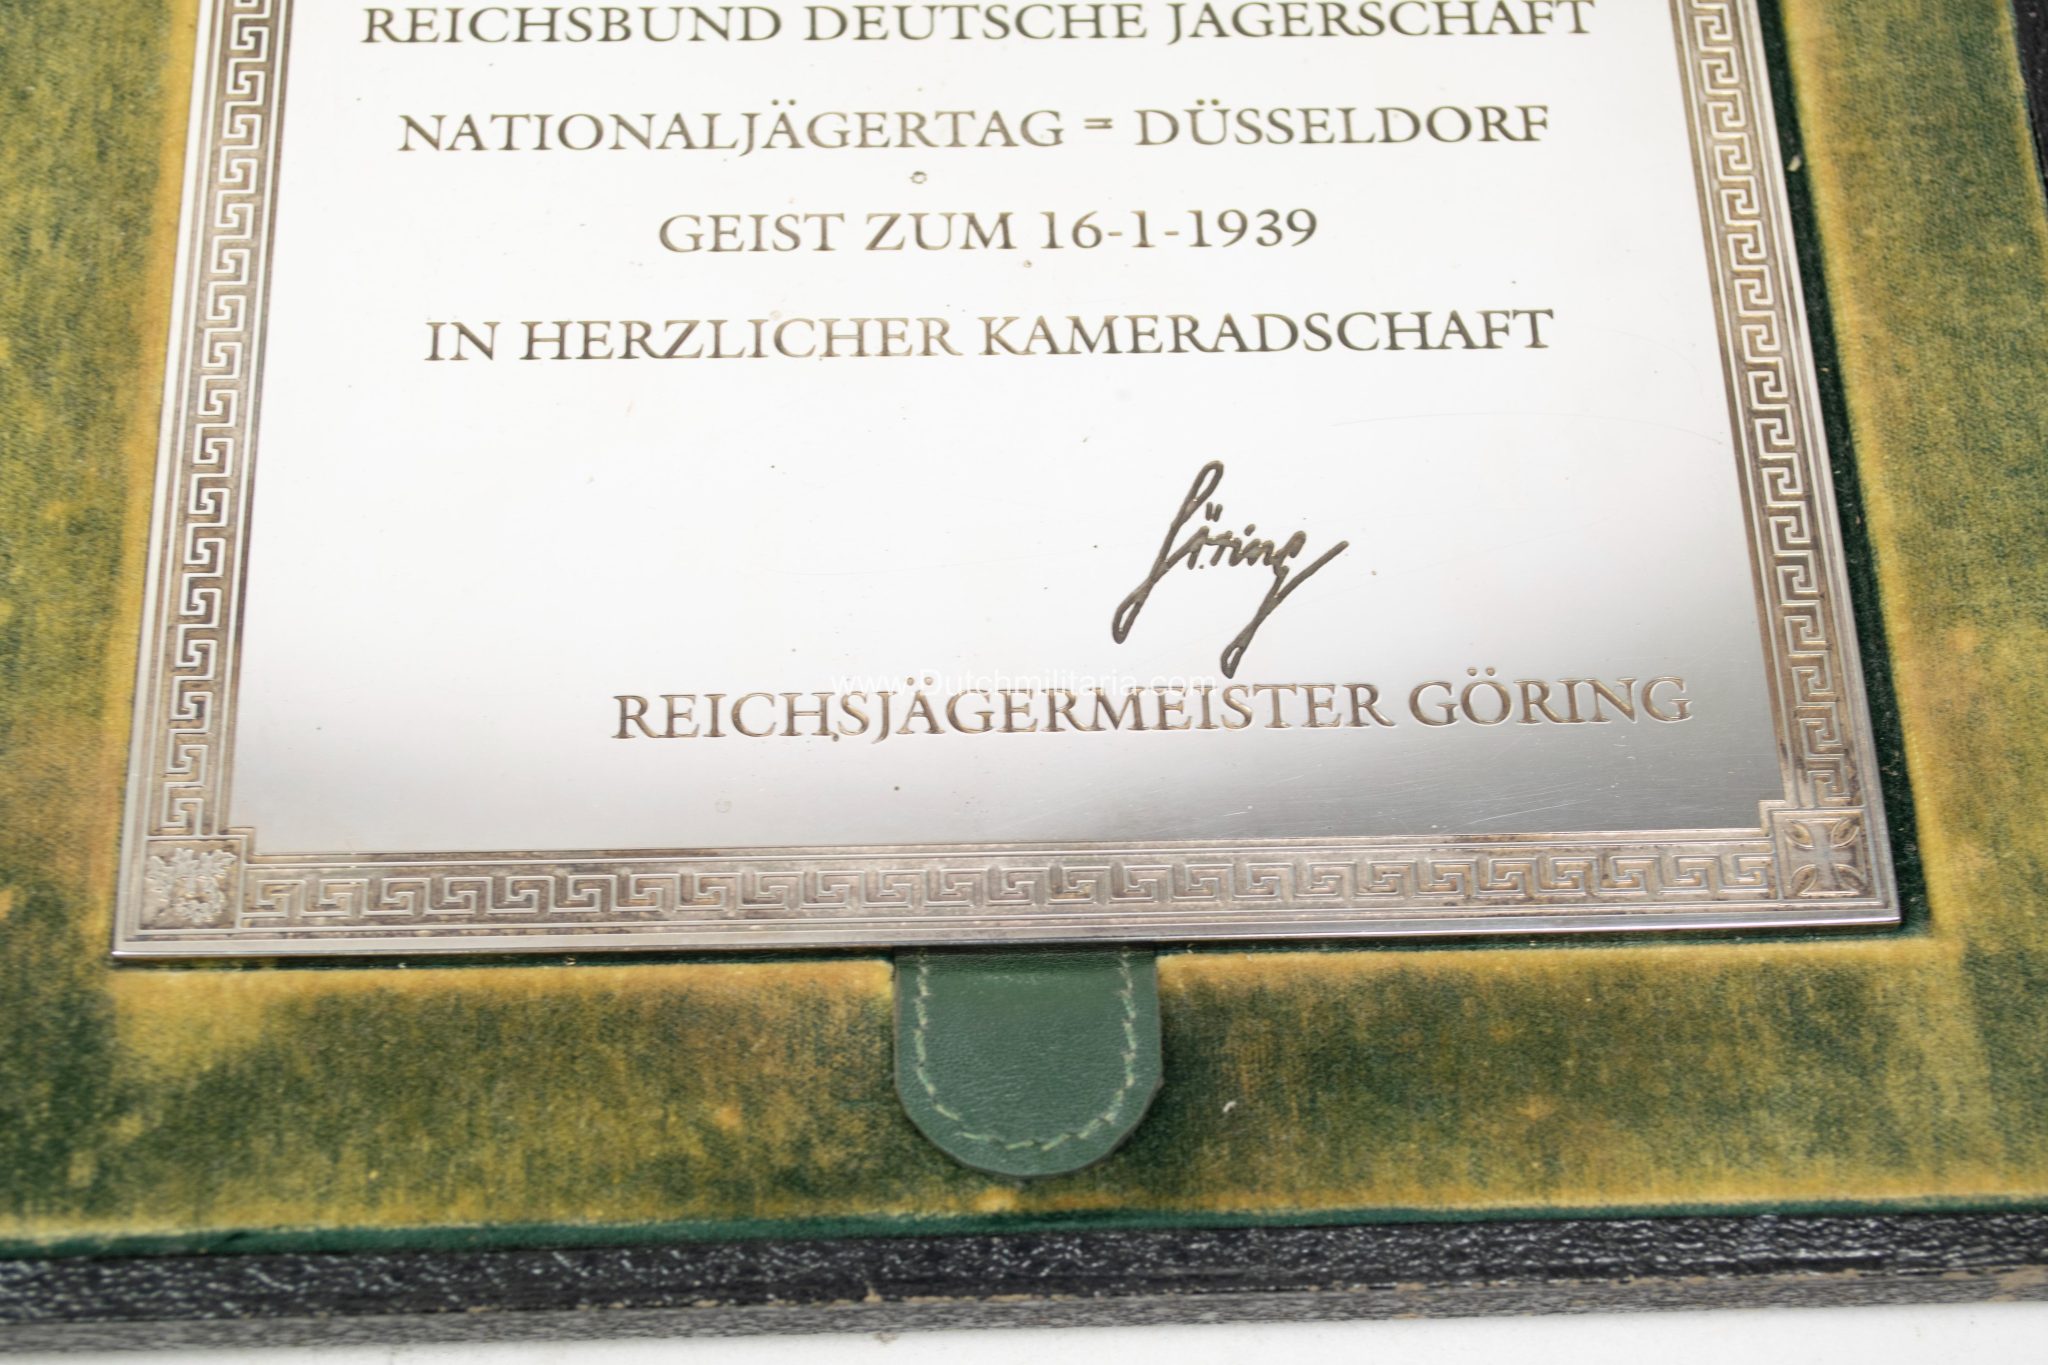 REICHSBUND DEUTSCHE JÄGERSCHAFT
NATIONALJÄGERTAG = DÜSSELDORF
GEIST ZUM 16-1-1939
IN HERZLICHER KAMERADSCHAFT
Göring
www.Dutchmilitaria.com
REICHSJÄGERMEISTER GÖRING